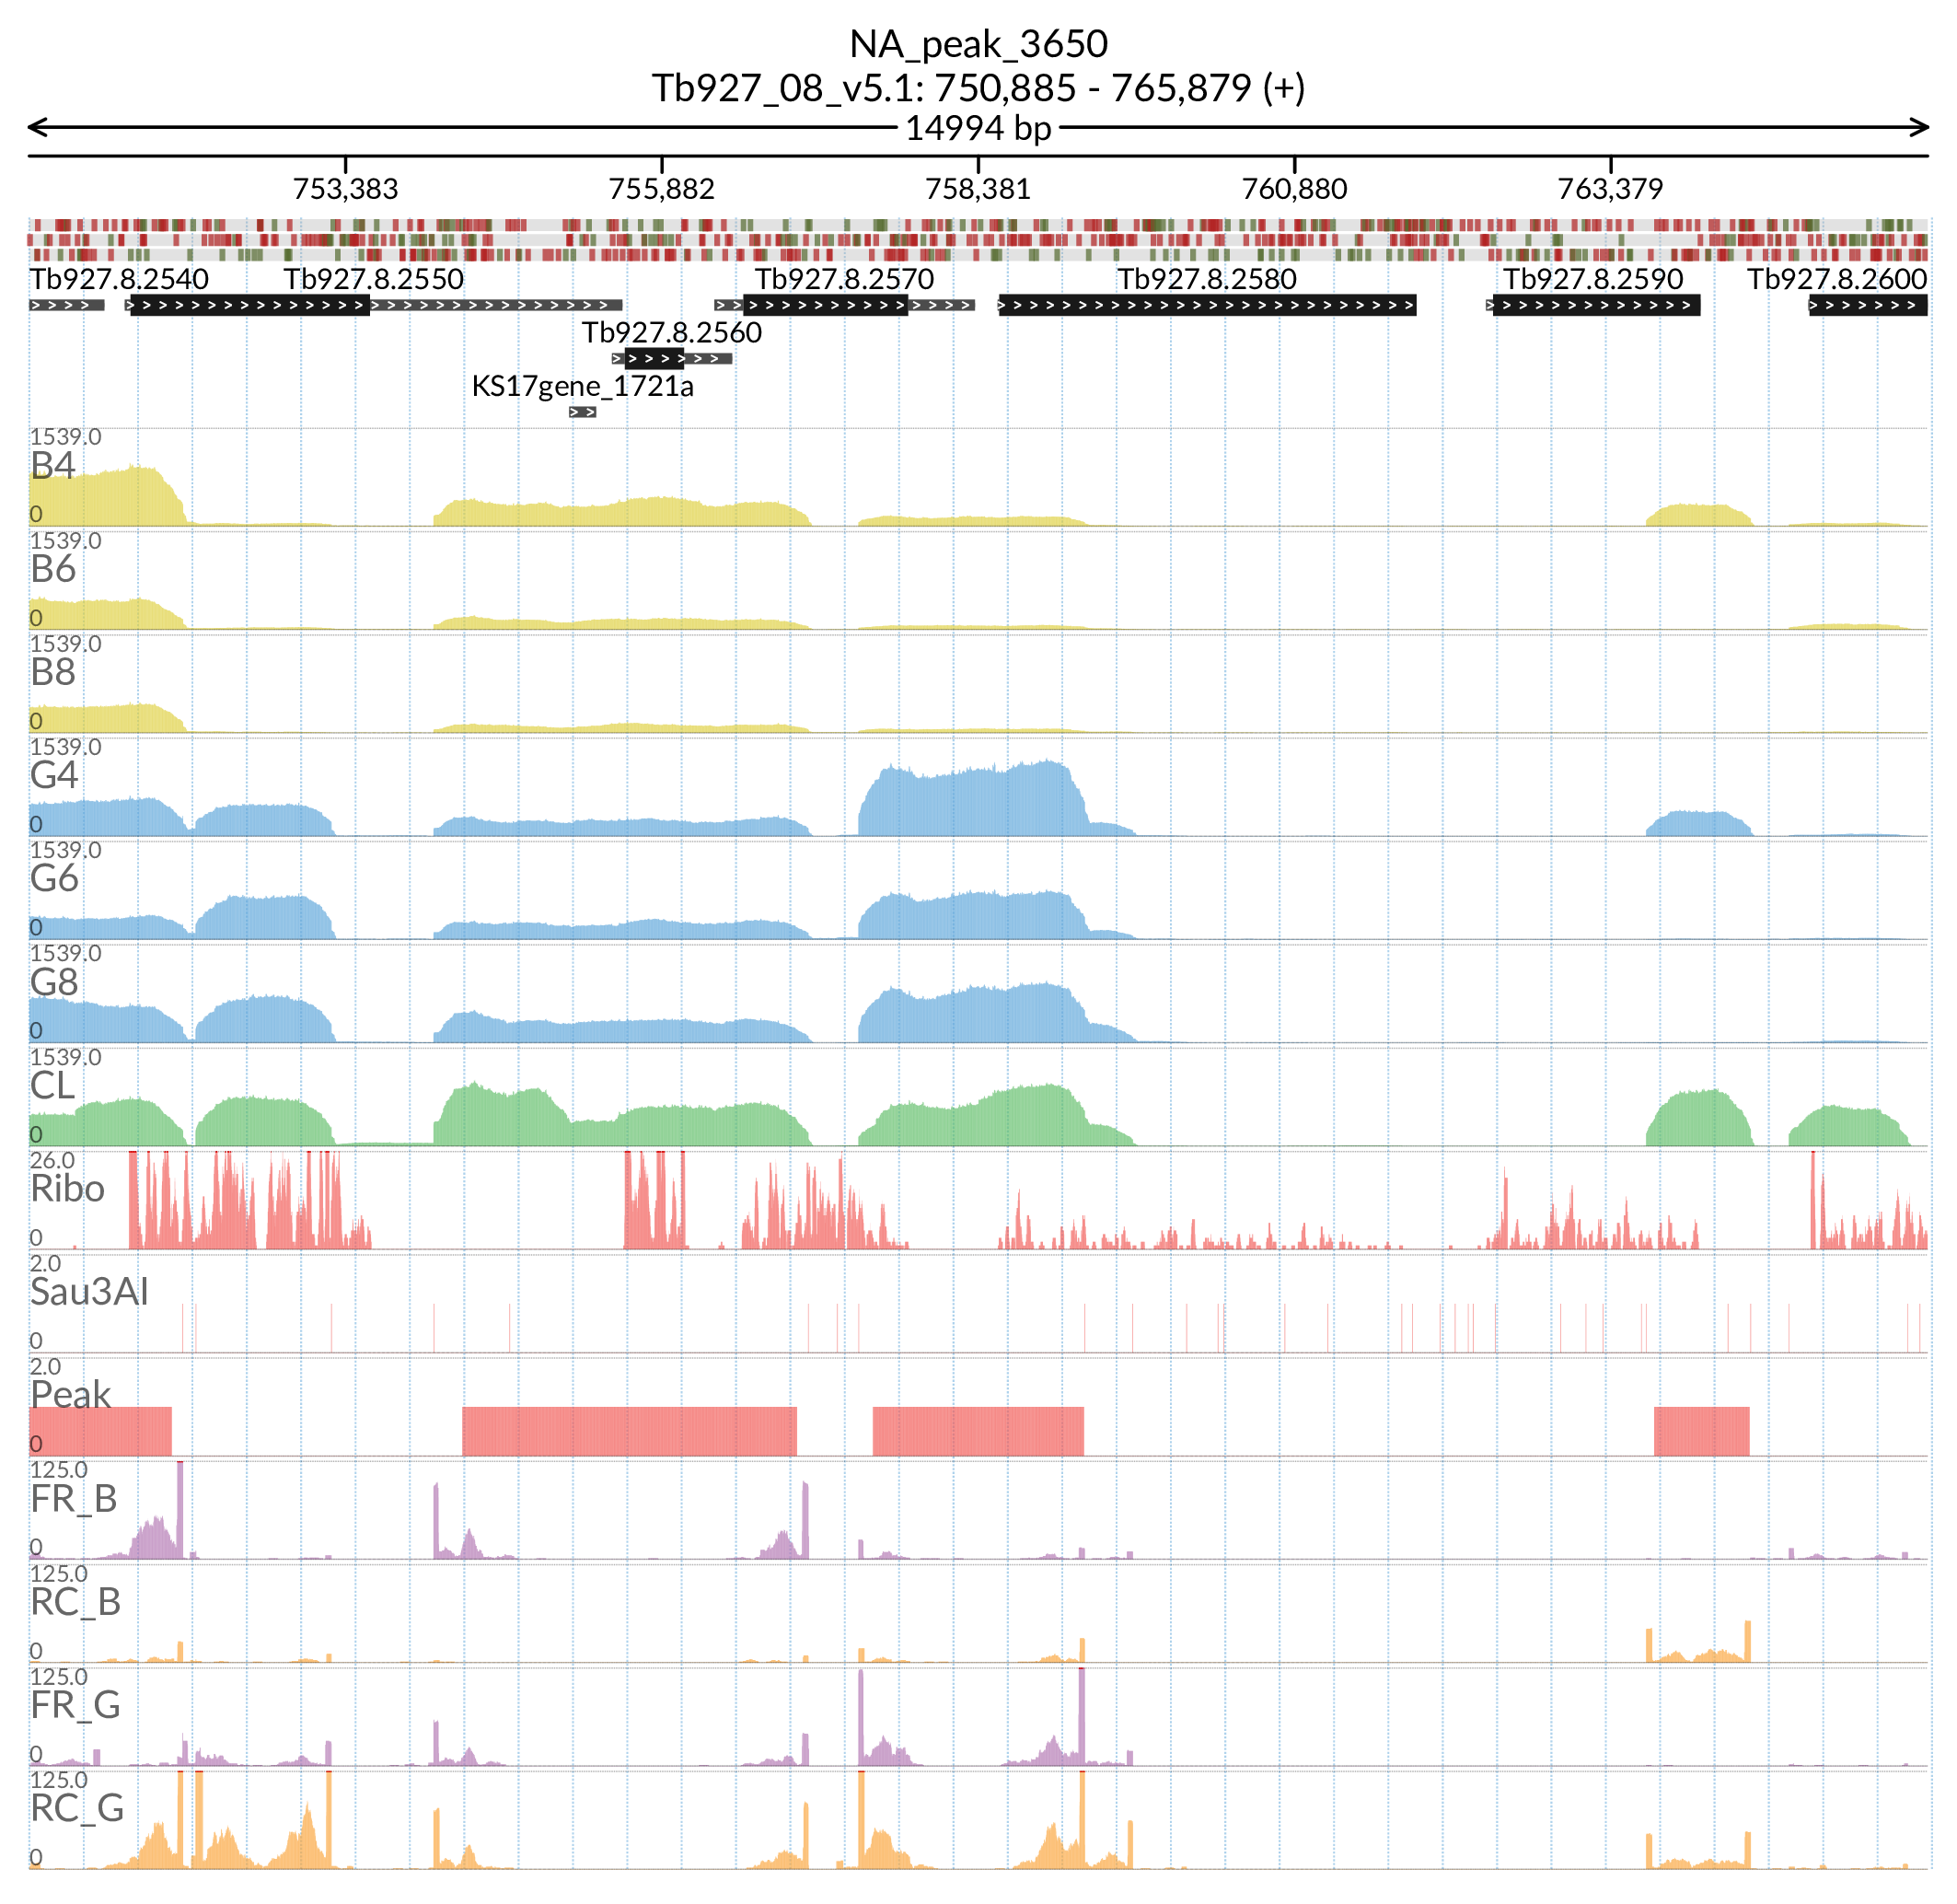 NA_peak_3650
Tb927_08_v5.1: 750,885 - 765,879 (+)
14994 bp
753,383 755,882 758,381 760,880 763,379
Tb927.8.2540 Tb927.8.2550 Tb927.8.2570 Tb927.8.2580 Tb927.8.2590 Tb927.8.2600
Tb927.8.2560
KS17gene_1721a
1539.0
B4
0
1539.0
B6
0
1539.0
B8
0
1539.0
G4
0
1539.0
G6
0
1539.0
G8
0
1539.0
CL
0
26.0
Ribo
0
2.0
Sau3AI
0
2.0
Peak
0
125.0
FR_B
0
125.0
RC_B
0
125.0
FR_G
0
125.0
RC_G
0